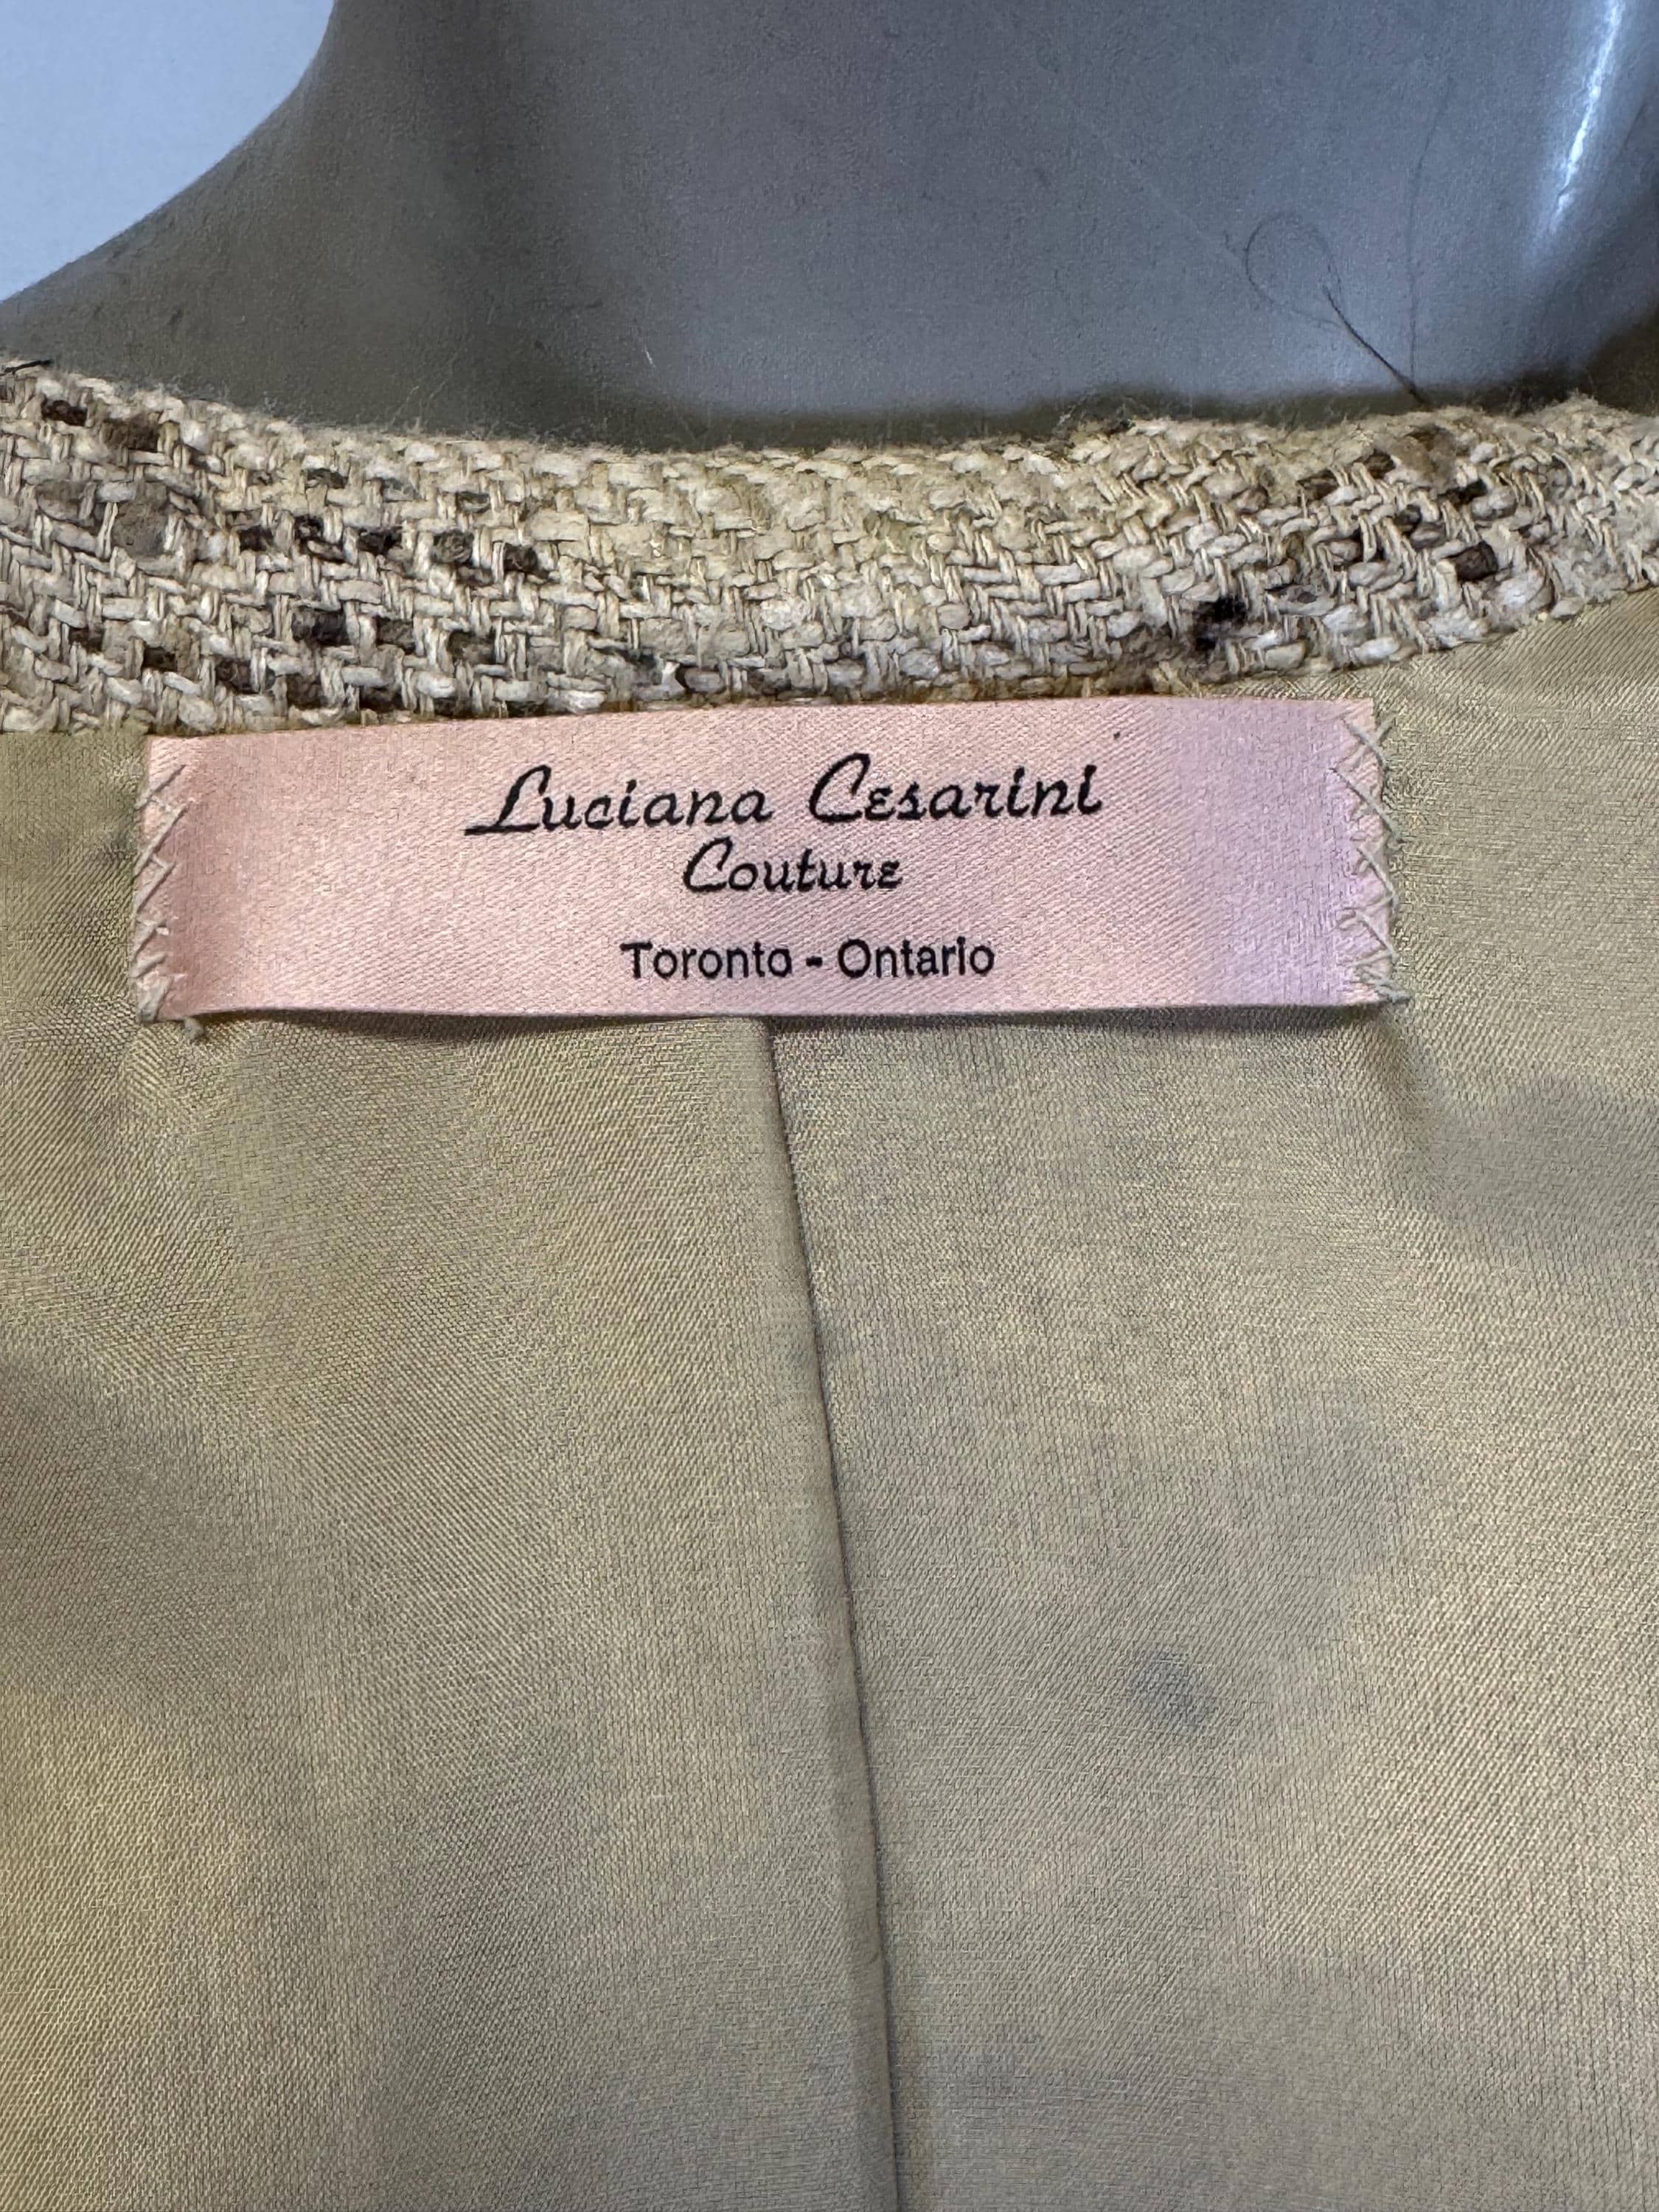 Luciana Cesarini
Couture
Toronto - Ontario